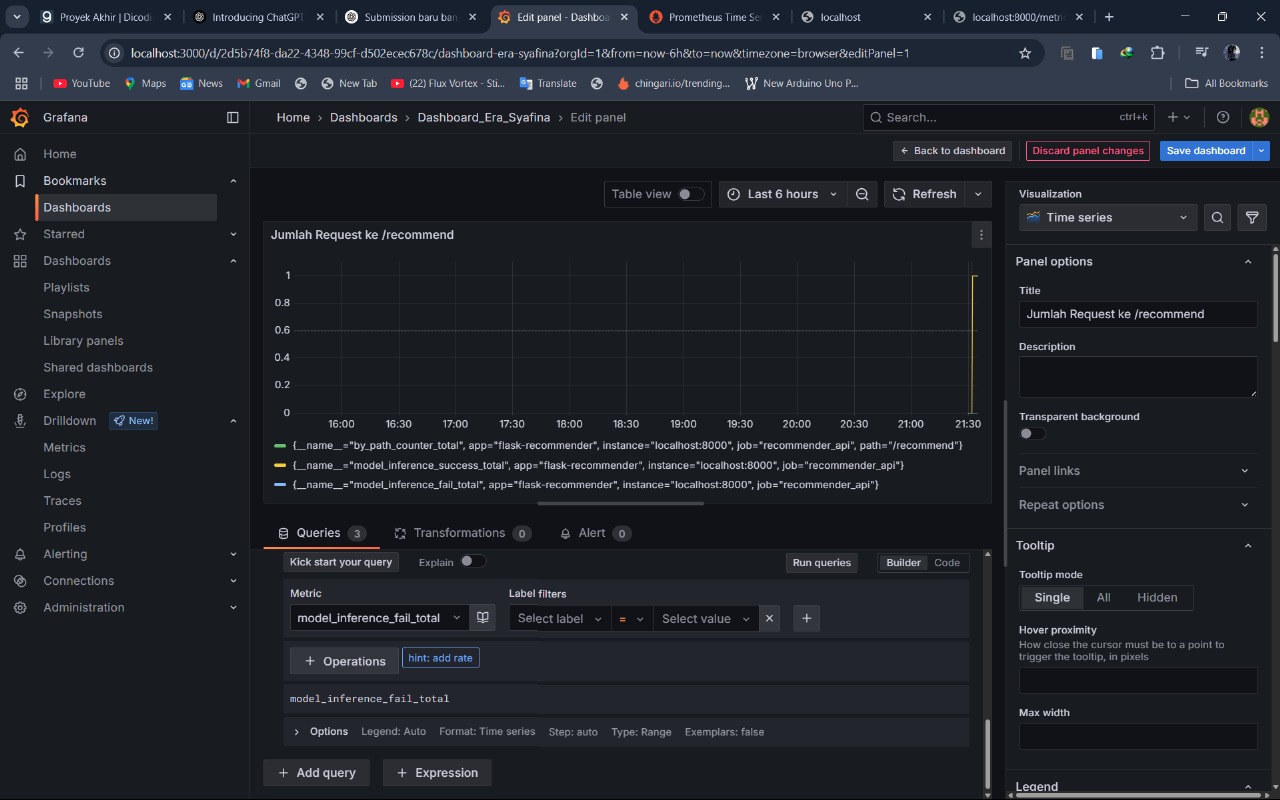 Proyek Akhir | Dicodi
Introducing ChatGPT
Submission baru ban
Edit panel - Dashboa
Prometheus Time Se
localhost
localhost:8000/metri
localhost:3000/d/2d5b74f8-da22-4348-99cf-d502ecec678c/dashboard-era-syafina?orgId=1&from=now-6h&to=now&timezone=browser&editPanel=1
YouTube
Maps
News
Gmail
New Tab
(22) Flux Vortex - Sti...
Translate
chingari.io/trending...
New Arduino Uno P...
All Bookmarks
Grafana
Home › Dashboards › Dashboard_Era_Syafina › Edit panel
Search...
ctrl+k
Back to dashboard
Discard panel changes
Save dashboard
Home
Bookmarks
Dashboards
Starred
Dashboards
Playlists
Snapshots
Library panels
Shared dashboards
Explore
Drilldown
New!
Metrics
Logs
Traces
Profiles
Alerting
Connections
Administration
Table view
Last 6 hours
Refresh
Jumlah Request ke /recommend
1
0.8
0.6
0.4
0.2
0
16:00
16:30
17:00
17:30
18:00
18:30
19:00
19:30
20:00
20:30
21:00
21:30
{__name__="by_path_counter_total", app="flask-recommender", instance="localhost:8000", job="recommender_api", path="/recommend"}
{__name__="model_inference_success_total", app="flask-recommender", instance="localhost:8000", job="recommender_api"}
{__name__="model_inference_fail_total", app="flask-recommender", instance="localhost:8000", job="recommender_api"}
Queries 3
Transformations 0
Alert 0
Kick start your query
Explain
Run queries
Builder
Code
Metric
Label filters
model_inference_fail_total
Select label
=
Select value
+ Operations
hint: add rate
model_inference_fail_total
Options
Legend: Auto
Format: Time series
Step: auto
Type: Range
Exemplars: false
+ Add query
+ Expression
Visualization
Time series
Panel options
Title
Jumlah Request ke /recommend
Description
Transparent background
Panel links
Repeat options
Tooltip
Tooltip mode
Single
All
Hidden
Hover proximity
How close the cursor must be to a point to
trigger the tooltip, in pixels
Max width
Legend